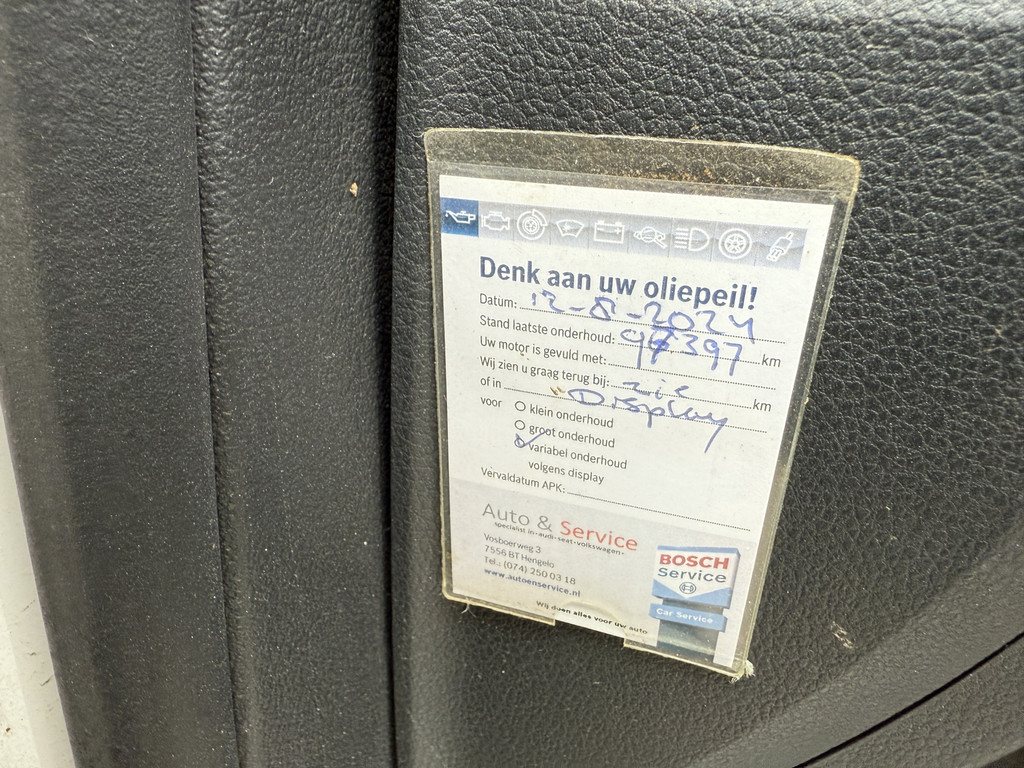 Denk aan uw oliepeil!
Datum: 12-8-2024
Stand laatste onderhoud: 97397 km
Uw motor is gevuld met:
Wij zien u graag terug bij: zie km
of in Display
voor klein onderhoud
groot onderhoud
variabel onderhoud
volgens display
Vervaldatum APK:
Auto & Service
specialist in-audi-seat-volkswagen-
Vosboerweg 3
7556 BT Hengelo
Tel.: (074) 250 03 18
www.autoenservice.nl
Wij doen alles voor uw auto
BOSCH
Service
Car Service